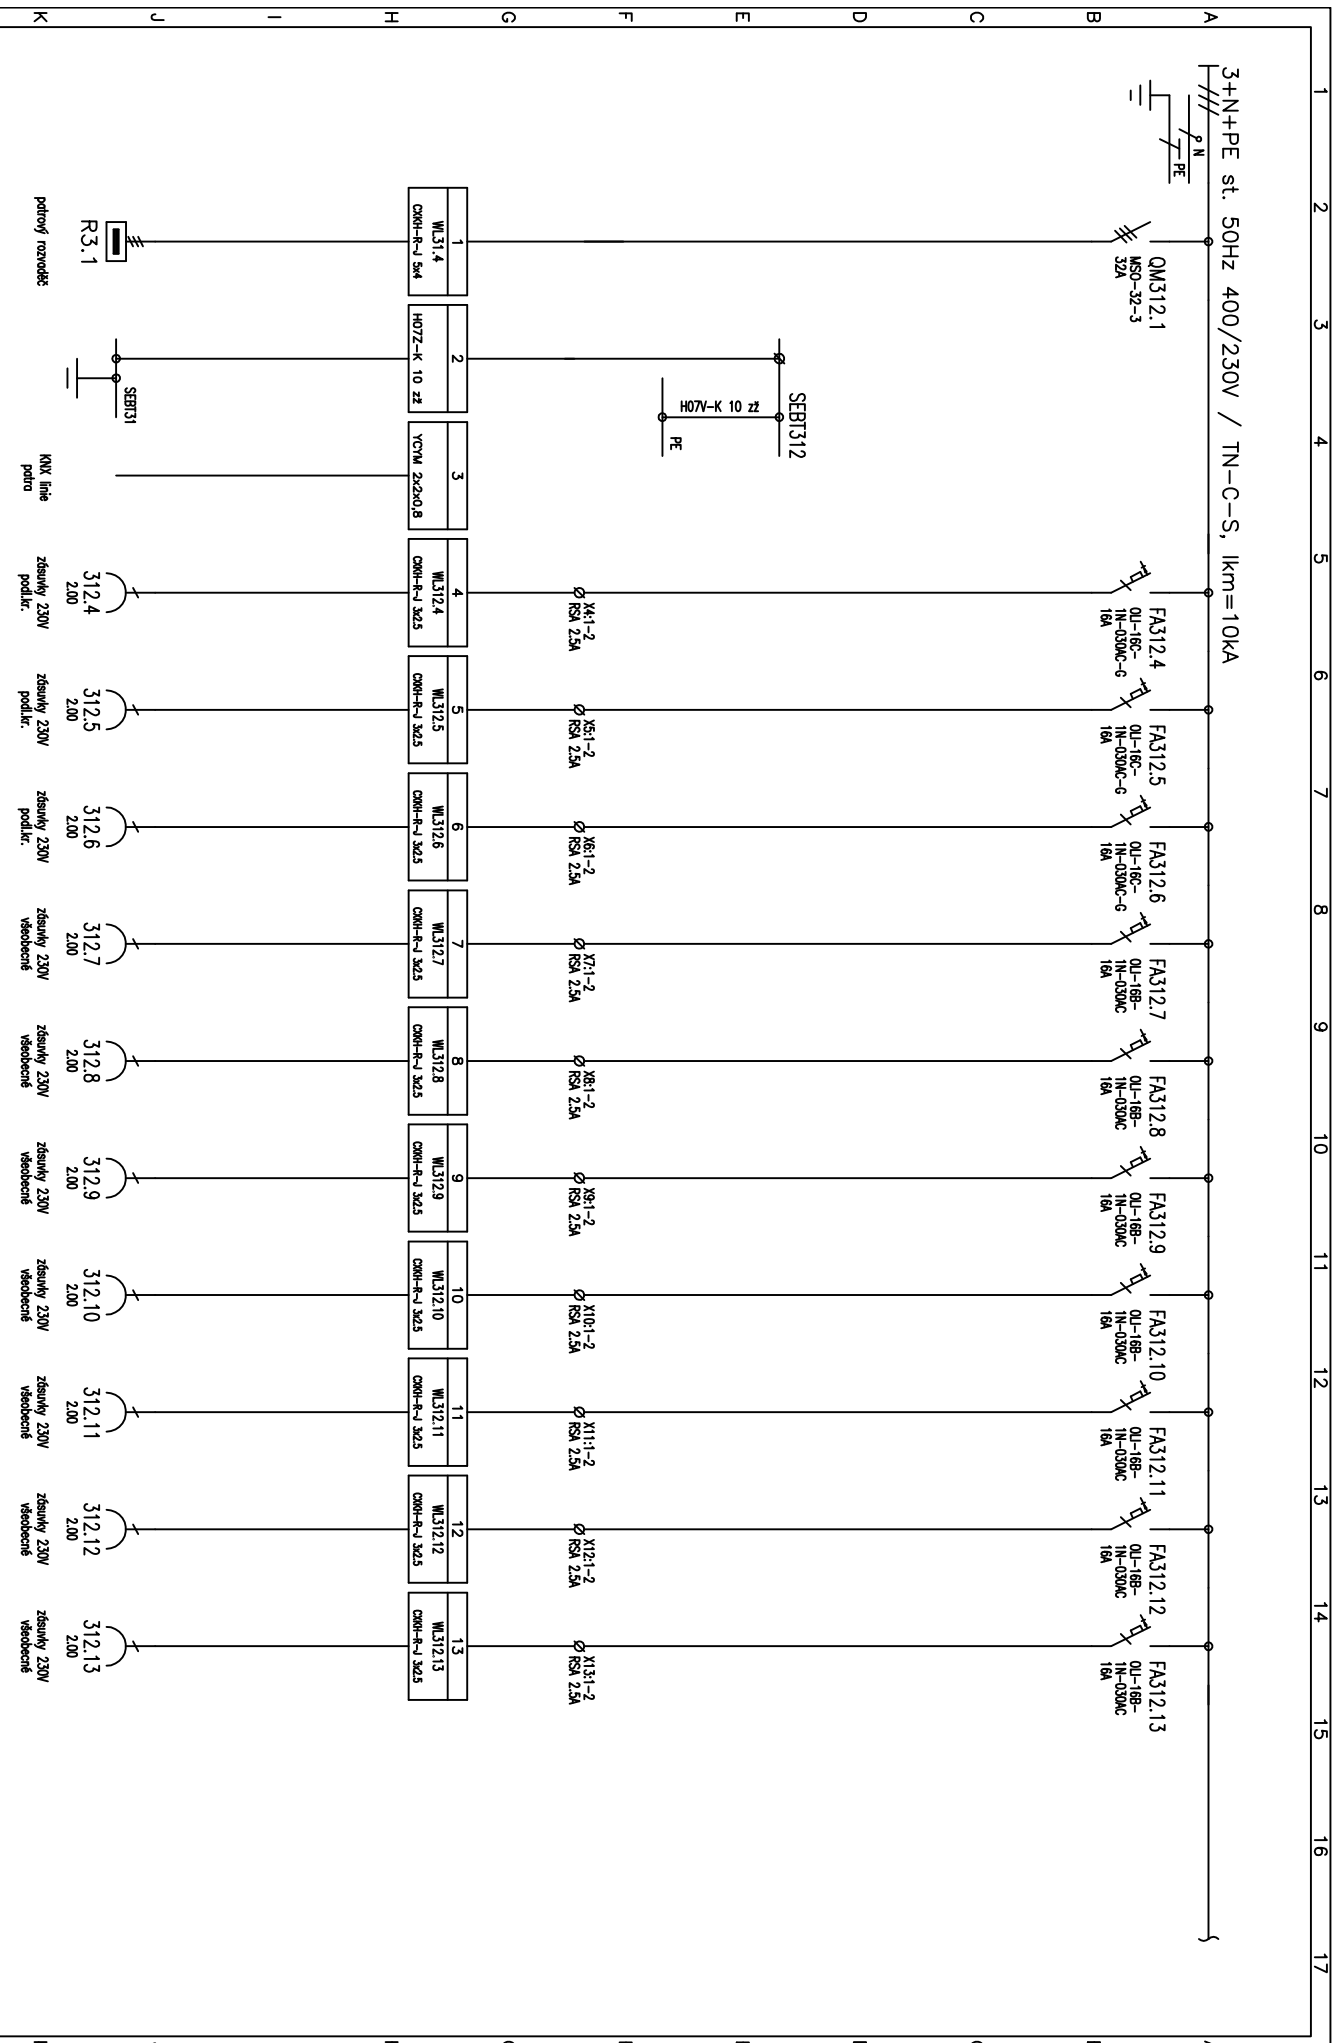 1 2 3 4 5 6 7 8 9 10 11 12 13 14 15 16 17
A
B
C
D
E
F
G
H
I
J
K
3+N+PE st. 50Hz 400/230V / TN-C-S, Ikm=10kA
N
PE
QM312.1
MSO-32-3
32A
FA312.4
OLI-16C-
1N-030AC-G
16A
FA312.5
OLI-16C-
1N-030AC-G
16A
FA312.6
OLI-16C-
1N-030AC-G
16A
FA312.7
OLI-16B-
1N-030AC
16A
FA312.8
OLI-16B-
1N-030AC
16A
FA312.9
OLI-16B-
1N-030AC
16A
FA312.10
OLI-16B-
1N-030AC
16A
FA312.11
OLI-16B-
1N-030AC
16A
FA312.12
OLI-16B-
1N-030AC
16A
FA312.13
OLI-16B-
1N-030AC
16A
SEBT312
H07V-K 10 zž
PE
X4:1-2
RSA 2.5A
X5:1-2
RSA 2.5A
X6:1-2
RSA 2.5A
X7:1-2
RSA 2.5A
X8:1-2
RSA 2.5A
X9:1-2
RSA 2.5A
X10:1-2
RSA 2.5A
X11:1-2
RSA 2.5A
X12:1-2
RSA 2.5A
X13:1-2
RSA 2.5A
1
WL31.4
CXKH-R-J 5x4
2
H07Z-K 10 zž
3
YCYM 2x2x0,8
4
WL312.4
CXKH-R-J 3x2.5
5
WL312.5
CXKH-R-J 3x2.5
6
WL312.6
CXKH-R-J 3x2.5
7
WL312.7
CXKH-R-J 3x2.5
8
WL312.8
CXKH-R-J 3x2.5
9
WL312.9
CXKH-R-J 3x2.5
10
WL312.10
CXKH-R-J 3x2.5
11
WL312.11
CXKH-R-J 3x2.5
12
WL312.12
CXKH-R-J 3x2.5
13
WL312.13
CXKH-R-J 3x2.5
R3.1
patrový rozvaděč
SEBT31
KNX linie
patra
312.4
2.00
zásuvky 230V
podl.kr.
312.5
2.00
zásuvky 230V
podl.kr.
312.6
2.00
zásuvky 230V
podl.kr.
312.7
2.00
zásuvky 230V
všeobecné
312.8
2.00
zásuvky 230V
všeobecné
312.9
2.00
zásuvky 230V
všeobecné
312.10
2.00
zásuvky 230V
všeobecné
312.11
2.00
zásuvky 230V
všeobecné
312.12
2.00
zásuvky 230V
všeobecné
312.13
2.00
zásuvky 230V
všeobecné